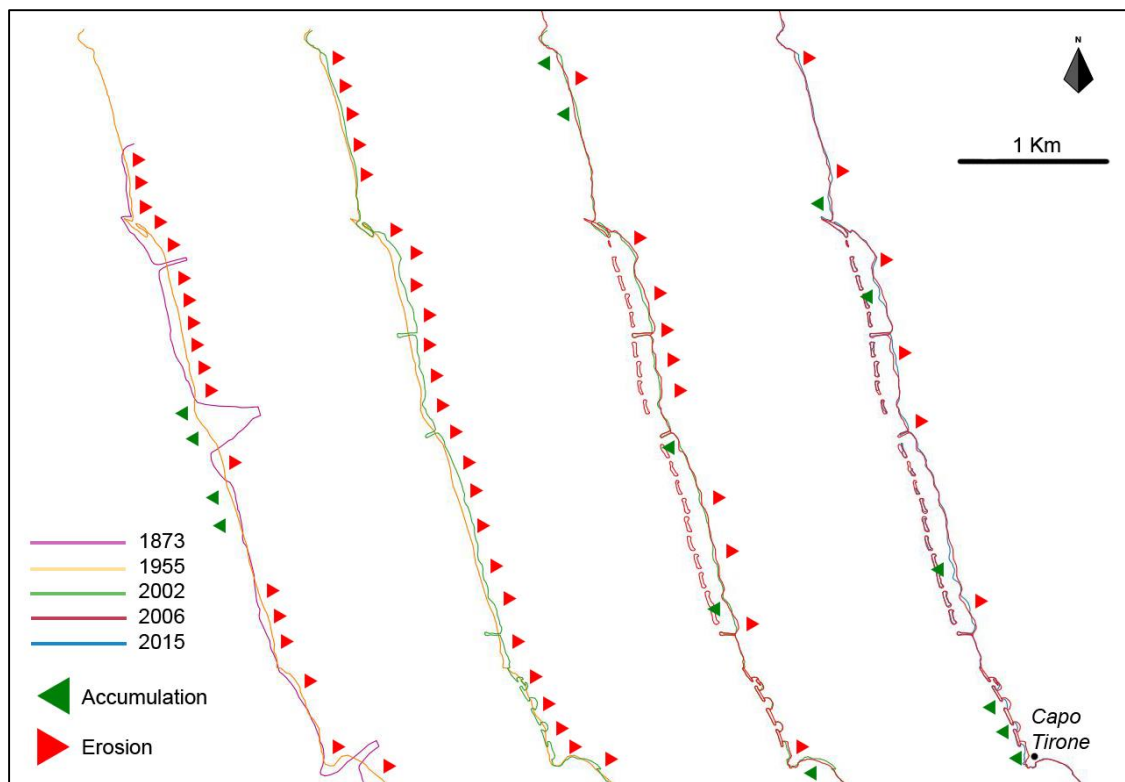 N
1 Km
1873
1955
2002
2006
2015
Accumulation
Erosion
Capo
Tirone